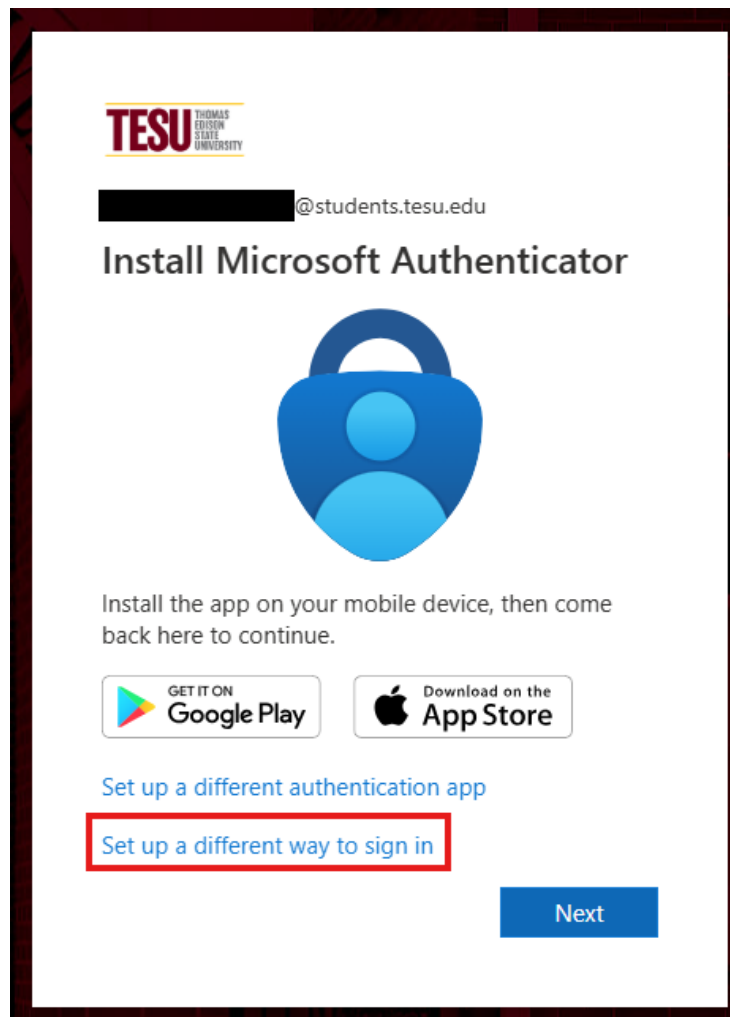 TESU THOMAS
EDISON
STATE
UNIVERSITY
@students.tesu.edu
Install Microsoft Authenticator
Install the app on your mobile device, then come
back here to continue.
GET IT ON
Google Play
Download on the
App Store
Set up a different authentication app
Set up a different way to sign in
Next